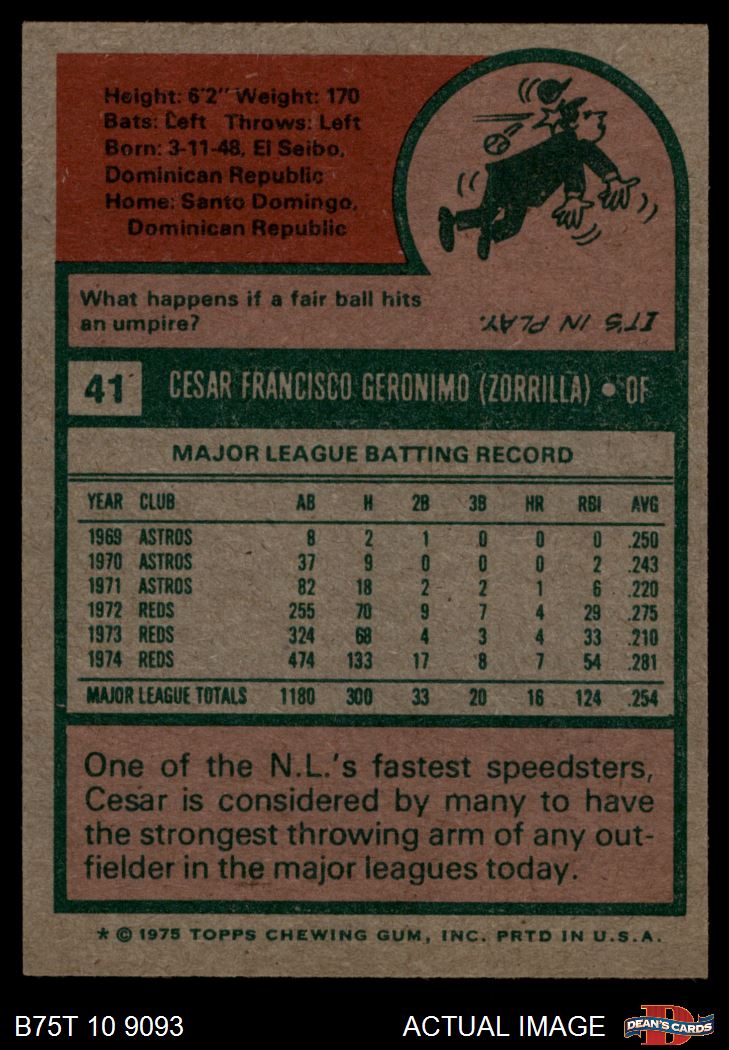 Height: 6'2" Weight: 170
Bats: Left Throws: Left
Born: 3-11-48, El Seibo,
Dominican Republic
Home: Santo Domingo,
Dominican Republic
What happens if a fair ball hits
an umpire?
IT'S IN PLAY.
41 CESAR FRANCISCO GERONIMO (ZORRILLA) • OF
MAJOR LEAGUE BATTING RECORD
YEAR CLUB AB H 2B 3B HR RBI AVG
1969 ASTROS 8 2 1 0 0 0 .250
1970 ASTROS 37 9 0 0 0 2 .243
1971 ASTROS 82 18 2 2 1 6 .220
1972 REDS 255 70 9 7 4 29 .275
1973 REDS 324 68 4 3 4 33 .210
1974 REDS 474 133 17 8 7 54 .281
MAJOR LEAGUE TOTALS 1180 300 33 20 16 124 .254
One of the N.L.'s fastest speedsters,
Cesar is considered by many to have
the strongest throwing arm of any out-
fielder in the major leagues today.
* © 1975 TOPPS CHEWING GUM, INC. PRTD IN U.S.A.
B75T 10 9093 ACTUAL IMAGE D DEAN'S CARDS